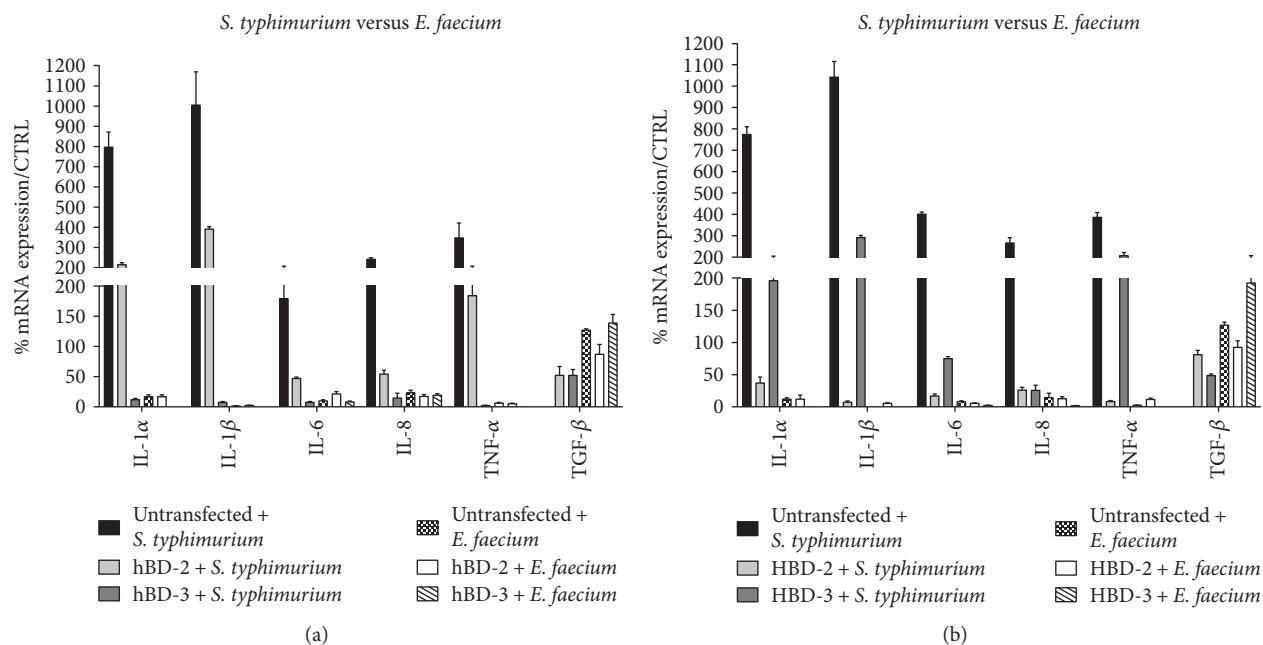 S. typhimurium versus E. faecium
% mRNA expression/CTRL
1200
1100
1000
900
800
700
600
500
400
300
200
200
150
100
50
0
IL-1α
IL-1β
IL-6
IL-8
TNF-α
TGF-β
Untransfected +
S. typhimurium
hBD-2 + S. typhimurium
hBD-3 + S. typhimurium
Untransfected +
E. faecium
hBD-2 + E. faecium
hBD-3 + E. faecium
(a)
S. typhimurium versus E. faecium
% mRNA expression/CTRL
1200
1100
1000
900
800
700
600
500
400
300
200
200
150
100
50
0
IL-1α
IL-1β
IL-6
IL-8
TNF-α
TGF-β
Untransfected +
S. typhimurium
HBD-2 + S. typhimurium
HBD-3 + S. typhimurium
Untransfected +
E. faecium
HBD-2 + E. faecium
HBD-3 + E. faecium
(b)